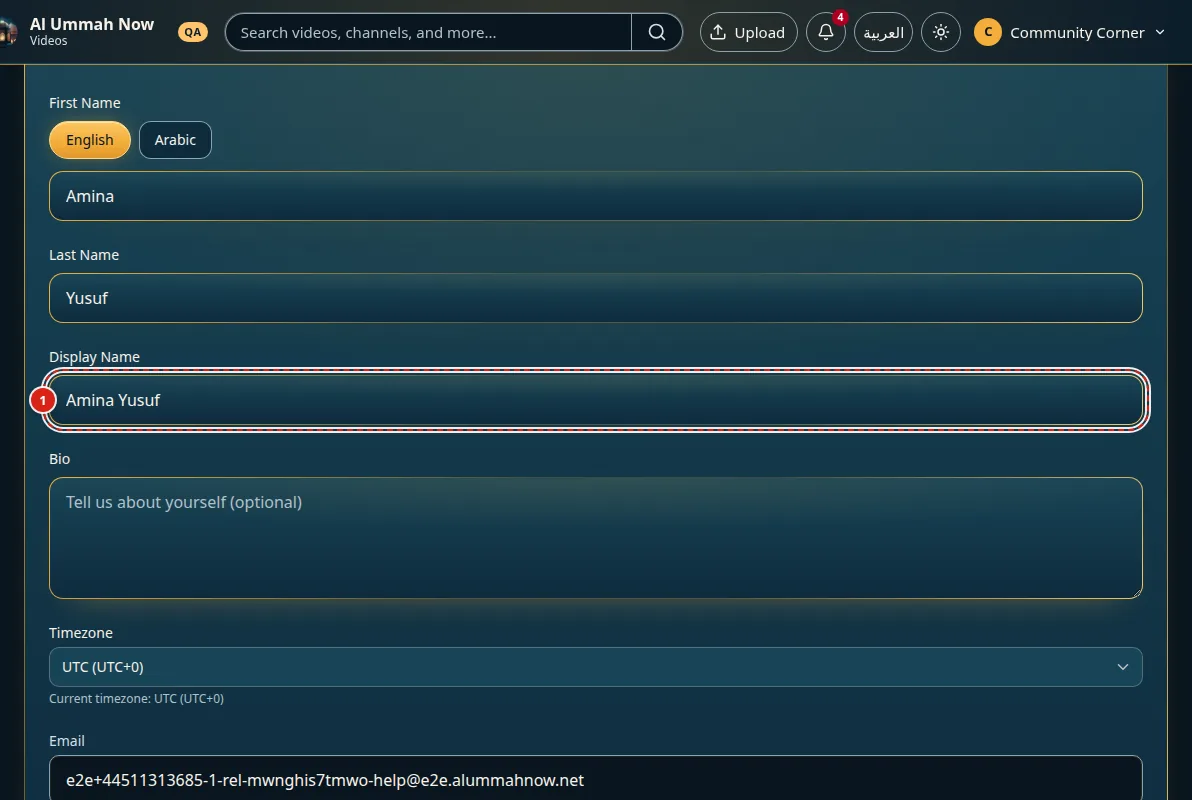 Al Ummah Now
Videos
QA
Search videos, channels, and more...
Upload
4
العربية
C
Community Corner
First Name
English
Arabic
Amina
Last Name
Yusuf
Display Name
1
Amina Yusuf
Bio
Tell us about yourself (optional)
Timezone
UTC (UTC+0)
Current timezone: UTC (UTC+0)
Email
e2e+44511313685-1-rel-mwnghis7tmwo-help@e2e.alummahnow.net